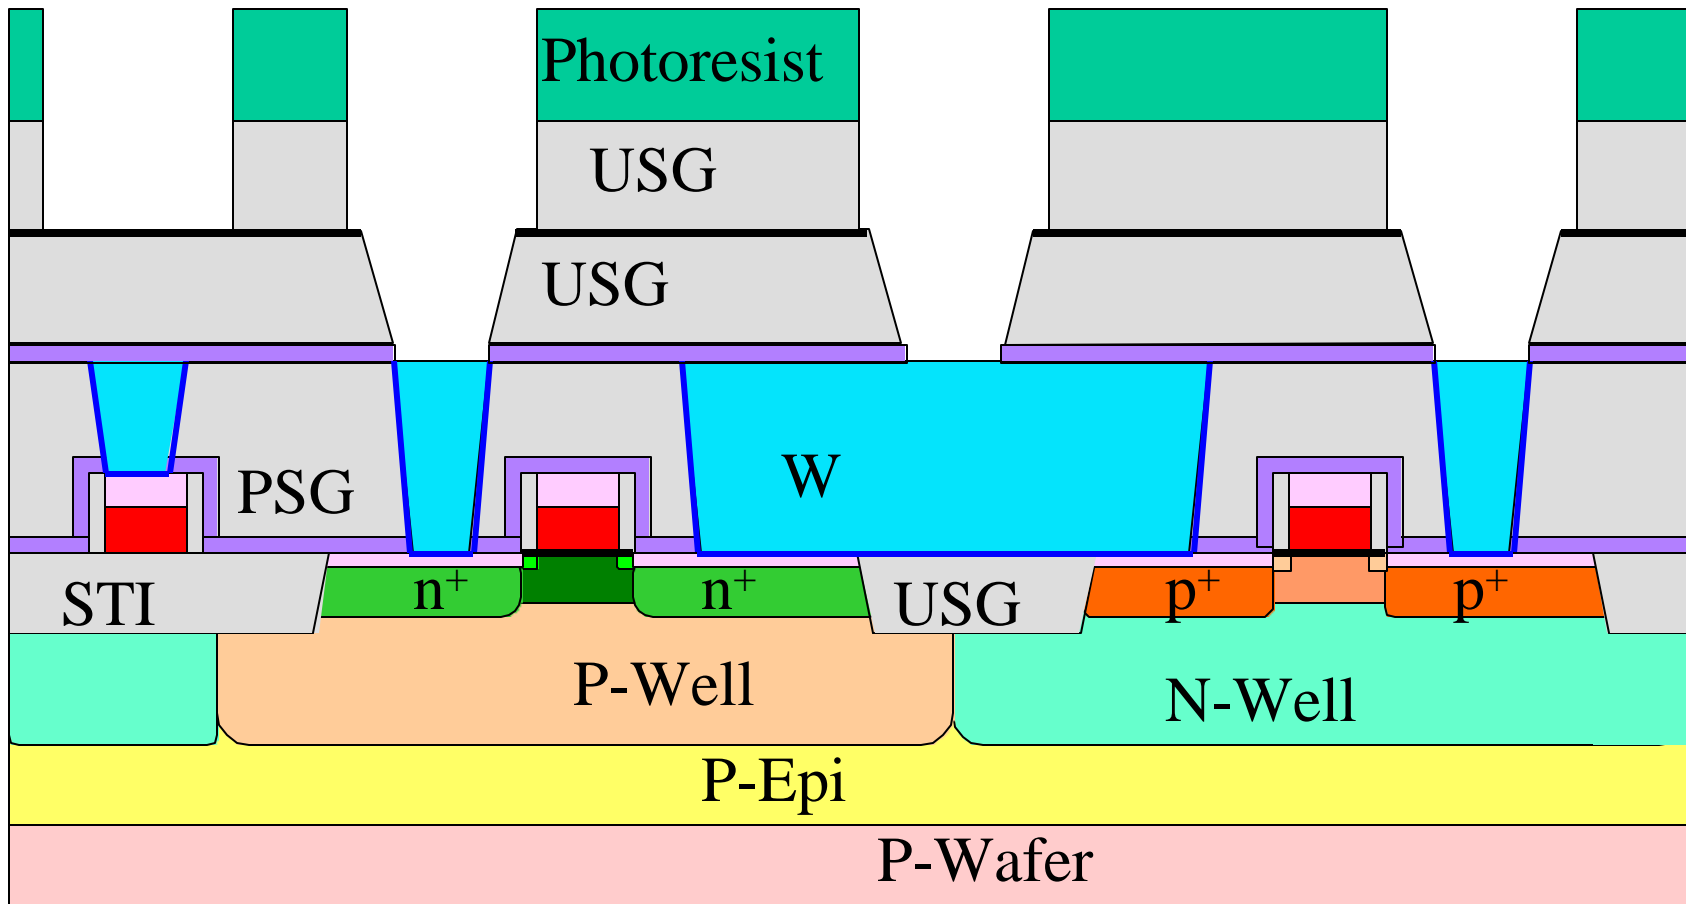 Photoresist
USG
USG
W
PSG
n⁺
n⁺
p⁺
p⁺
STI
USG
P-Well
N-Well
P-Epi
P-Wafer